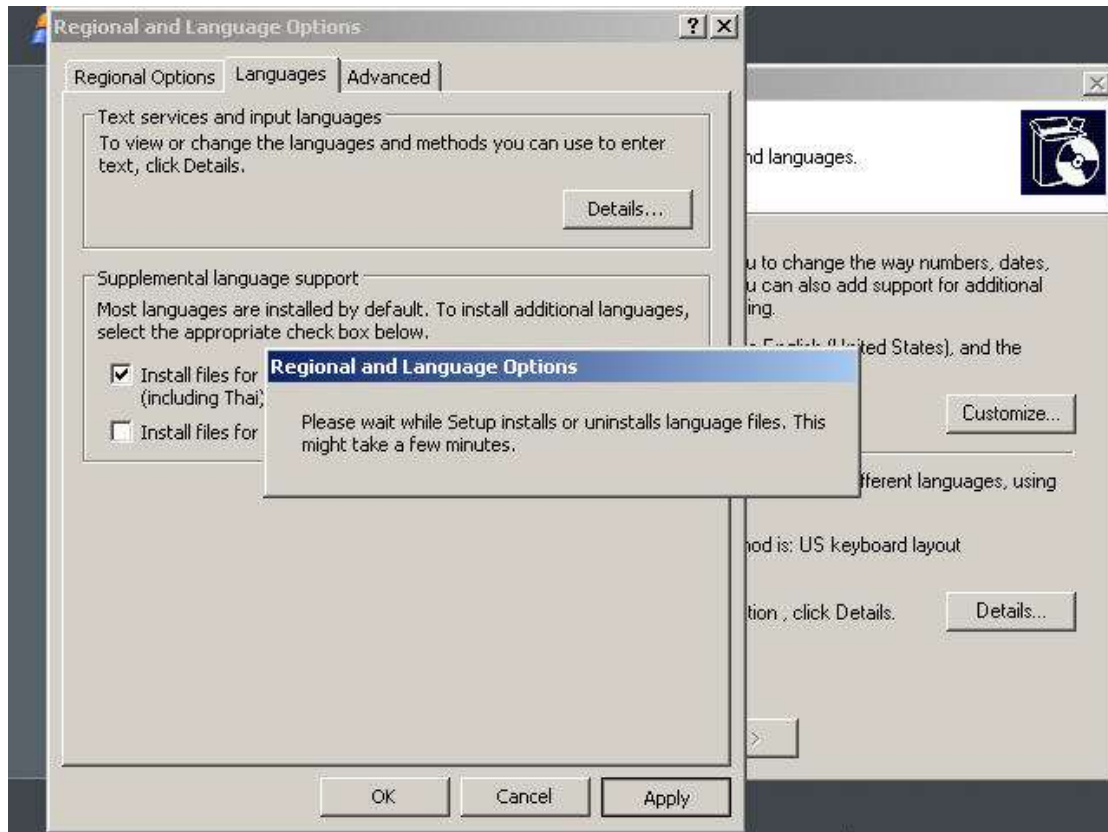 Regional and Language Options
Regional Options
Languages
Advanced
Text services and input languages
To view or change the languages and methods you can use to enter
text, click Details.
Details...
Supplemental language support
Most languages are installed by default. To install additional languages,
select the appropriate check box below.
Install files for
(including Thai)
Install files for
OK
Cancel
Apply
Regional and Language Options
Please wait while Setup installs or uninstalls language files. This
might take a few minutes.
languages.
to change the way numbers, dates,
can also add support for additional
ited States), and the
Customize...
languages, using
is: US keyboard layout
, click Details.
Details...
>